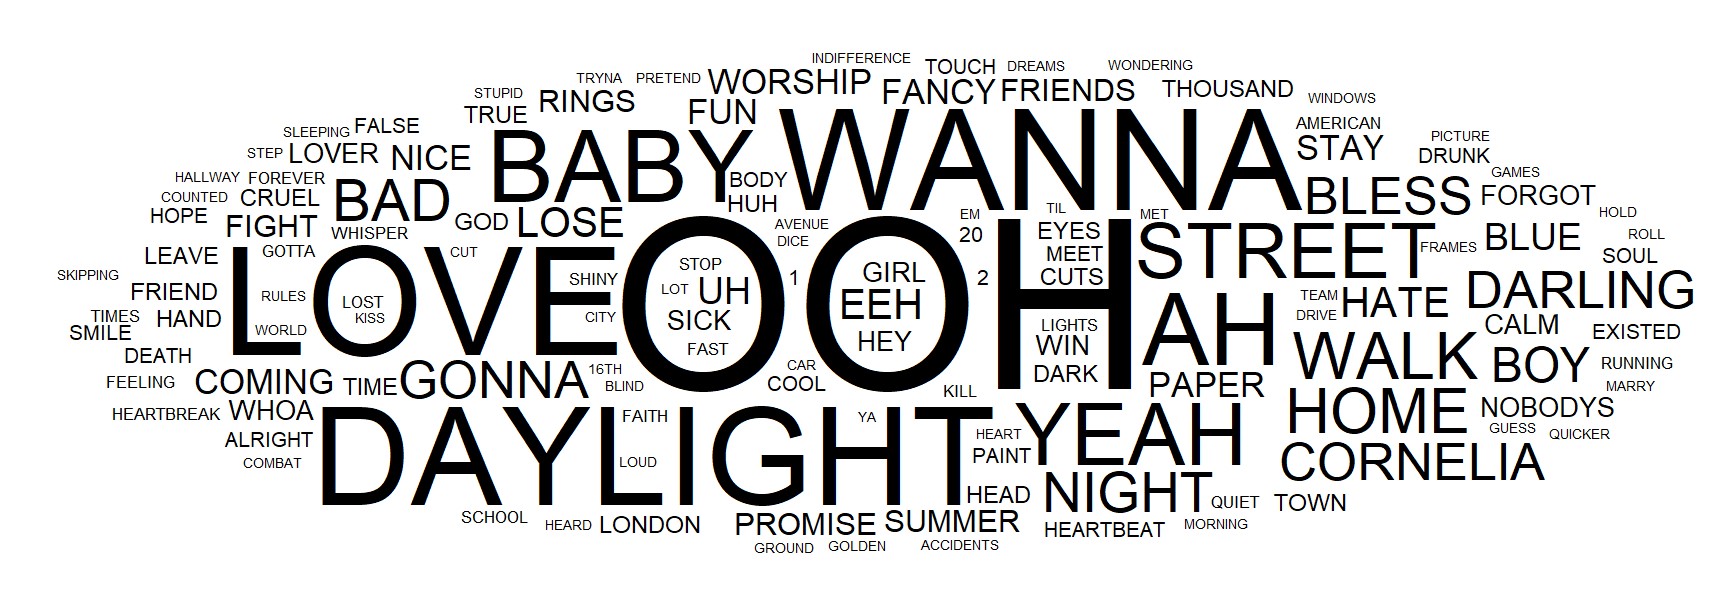 INDIFFERENCE
TOUCH
DREAMS
WONDERING
TRYNA
PRETEND
WORSHIP
FANCY
FRIENDS
THOUSAND
STUPID
RINGS
WINDOWS
TRUE
FUN
SLEEPING
FALSE
BABY
WANNA
AMERICAN
STAY
PICTURE
DRUNK
STEP
LOVER
NICE
HALLWAY
FOREVER
BODY
GAMES
COUNTED
CRUEL
BAD
HUH
BLESS
FORGOT
HOPE
FIGHT
WHISPER
GOD
LOSE
AVENUE
DICE
EM
20
TIL
EYES
MET
STREET
FRAMES
BLUE
HOLD
ROLL
LEAVE
GOTTA
CUT
MEET
SOUL
SKIPPING
FRIEND
RULES
LOVE
LOST
KISS
SHINY
OOH
STOP
LOT
UH
1
GIRL
EEH
2
CUTS
TEAM
HATE
DARLING
TIMES
HAND
CITY
SICK
DRIVE
CALM
SMILE
WORLD
FAST
HEY
LIGHTS
WIN
AH
EXISTED
DEATH
WALK
BOY
RUNNING
FEELING
COMING
TIME
GONNA
16TH
BLIND
CAR
COOL
KILL
DARK
PAPER
MARRY
HEARTBREAK
WHOA
HOME
NOBODYS
DAYLIGHT
FAITH
YA
YEAH
GUESS
QUICKER
ALRIGHT
HEART
PAINT
COMBAT
LOUD
CORNELIA
HEAD
NIGHT
QUIET
TOWN
SCHOOL
HEARD
LONDON
PROMISE
SUMMER
HEARTBEAT
MORNING
GROUND
GOLDEN
ACCIDENTS